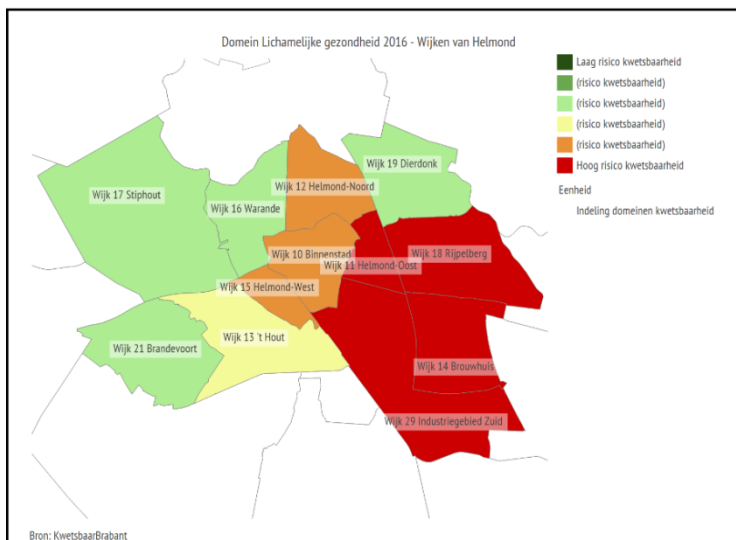 Domein Lichamelijke gezondheid 2016 - Wijken van Helmond
Laag risico kwetsbaarheid
(risico kwetsbaarheid)
(risico kwetsbaarheid)
(risico kwetsbaarheid)
(risico kwetsbaarheid)
Hoog risico kwetsbaarheid
Eenheid
Indeling domeinen kwetsbaarheid
Wijk 19 Dierdonk
Wijk 12 Helmond-Noord
Wijk 17 Stiphout
Wijk 16 Warande
Wijk 10 Binnenstad
Wijk 18 Rijpelberg
Wijk 11 Helmond-Oost
Wijk 15 Helmond-West
Wijk 13 't Hout
Wijk 21 Brandevoort
Wijk 14 Brouwhuis
Wijk 29 Industriegebied Zuid
Bron: KwetsbaarBrabant